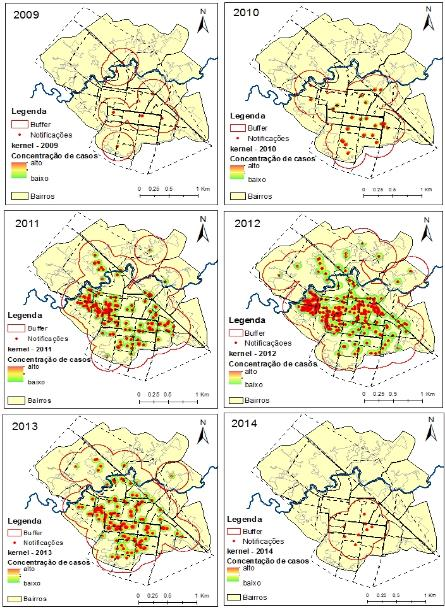 2009
N
Legenda
Buffer
Notificações
kernel - 2009
Concentração de casos
alto
baixo
Bairros
0 0.25 0.5 1 Km
2010
N
Legenda
Buffer
Notificações
kernel - 2010
Concentração de casos
alto
baixo
Bairros
0 0.25 0.5 1 Km
2011
N
Legenda
Buffer
Notificações
kernel - 2011
Concentração de casos
alto
baixo
Bairros
0 0.25 0.5 1 Km
2012
N
Legenda
Buffer
Notificações
kernel - 2012
Concentração de casos
alto
baixo
Bairros
0 0.25 0.5 1 Km
2013
N
Legenda
Buffer
Notificações
kernel - 2013
Concentração de casos
alto
baixo
Bairros
0 0.25 0.5 1 Km
2014
N
Legenda
Buffer
Notificações
kernel - 2014
Concentação de casos
alto
baixo
Bairros
0 0.25 0.5 1 Km